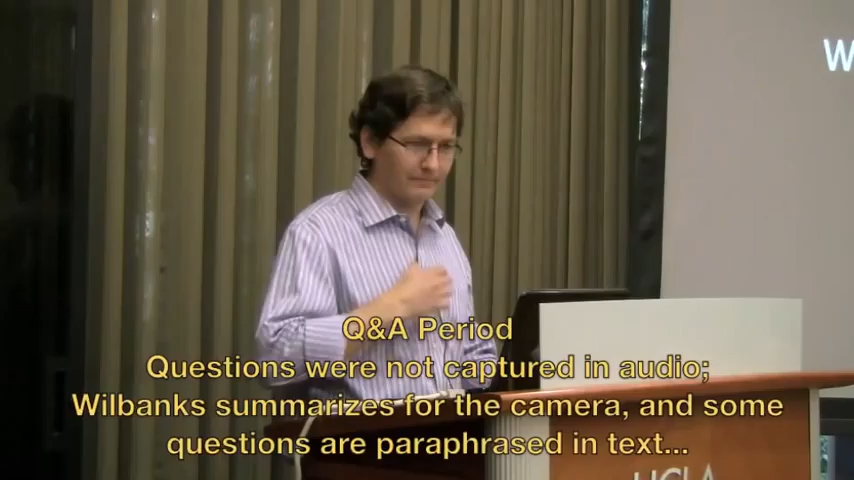 W
Q&A Period
Questions were not captured in audio;
Wilbanks summarizes for the camera, and some
questions are paraphrased in text...
UCLA